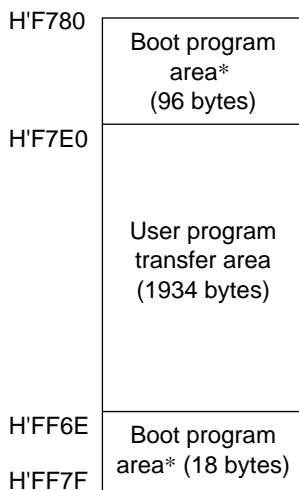 H'F780
Boot program
area*
(96 bytes)
H'F7E0
User program
transfer area
(1934 bytes)
H'FF6E
Boot program
area* (18 bytes)
H'FF7F